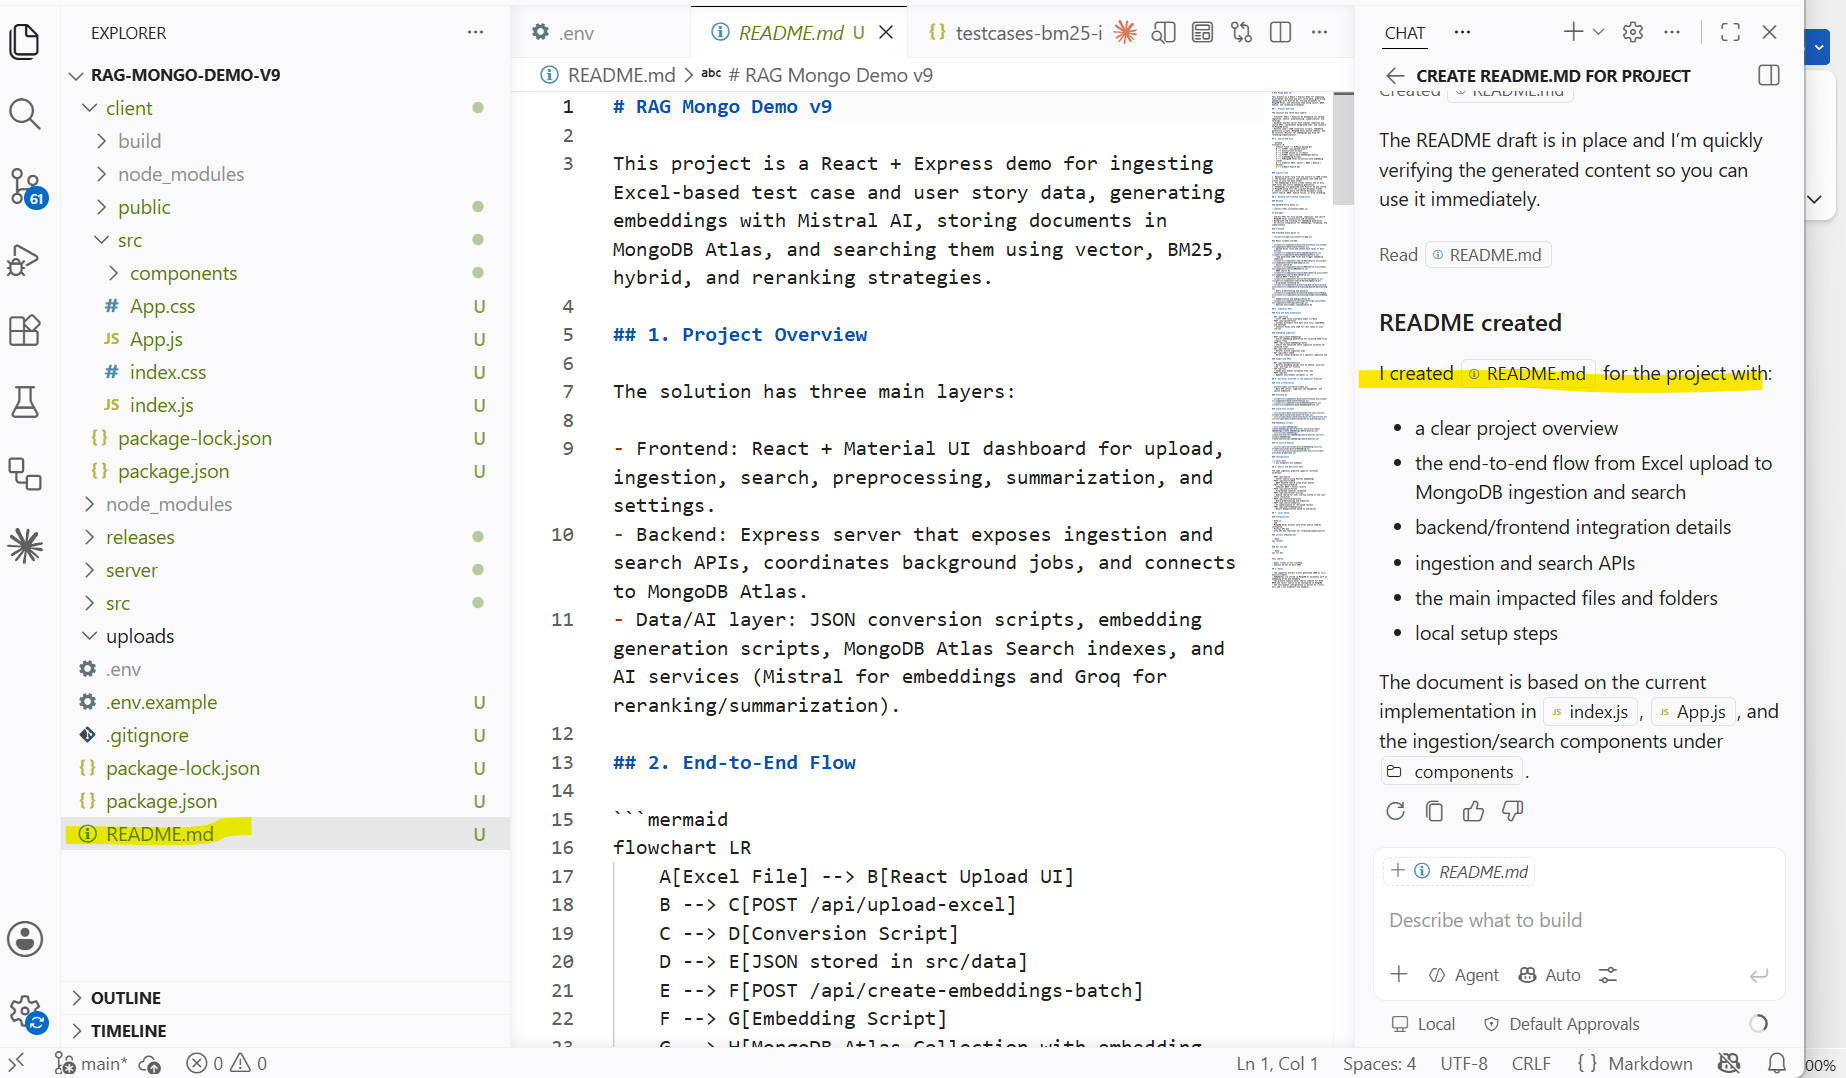 EXPLORER
RAG-MONGO-DEMO-V9
client
build
node_modules
public
src
components
# App.css U
JS App.js U
# index.css U
JS index.js U
{} package-lock.json U
{} package.json U
node_modules
releases
server
src
uploads
.env
.env.example U
.gitignore U
{} package-lock.json U
{} package.json U
README.md U
OUTLINE
TIMELINE
61
.env
README.md U
{} testcases-bm25-i
README.md > abc # RAG Mongo Demo v9
1 # RAG Mongo Demo v9
2
3 This project is a React + Express demo for ingesting
Excel-based test case and user story data, generating
embeddings with Mistral AI, storing documents in
MongoDB Atlas, and searching them using vector, BM25,
hybrid, and reranking strategies.
4
5 ## 1. Project Overview
6
7 The solution has three main layers:
8
9 - Frontend: React + Material UI dashboard for upload,
ingestion, search, preprocessing, summarization, and
settings.
10 - Backend: Express server that exposes ingestion and
search APIs, coordinates background jobs, and connects
to MongoDB Atlas.
11 - Data/AI layer: JSON conversion scripts, embedding
generation scripts, MongoDB Atlas Search indexes, and
AI services (Mistral for embeddings and Groq for
reranking/summarization).
12
13 ## 2. End-to-End Flow
14
15 ```mermaid
16 flowchart LR
17 A[Excel File] --> B[React Upload UI]
18 B --> C[POST /api/upload-excel]
19 C --> D[Conversion Script]
20 D --> E[JSON stored in src/data]
21 E --> F[POST /api/create-embeddings-batch]
22 F --> G[Embedding Script]
23 G --> H[MongoDB Atlas Collection with embedding
CHAT
CREATE README.MD FOR PROJECT
Created README.md
The README draft is in place and I’m quickly
verifying the generated content so you can
use it immediately.
Read README.md
README created
I created README.md for the project with:
• a clear project overview
• the end-to-end flow from Excel upload to
MongoDB ingestion and search
• backend/frontend integration details
• ingestion and search APIs
• the main impacted files and folders
• local setup steps
The document is based on the current
implementation in JS index.js , JS App.js , and
the ingestion/search components under
components .
README.md
Describe what to build
Agent Auto
Local Default Approvals
main* 0 0
Ln 1, Col 1 Spaces: 4 UTF-8 CRLF {} Markdown
00%